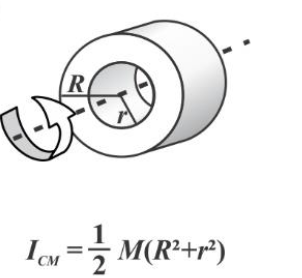 R
r
I_CM = 1/2 M(R²+r²)